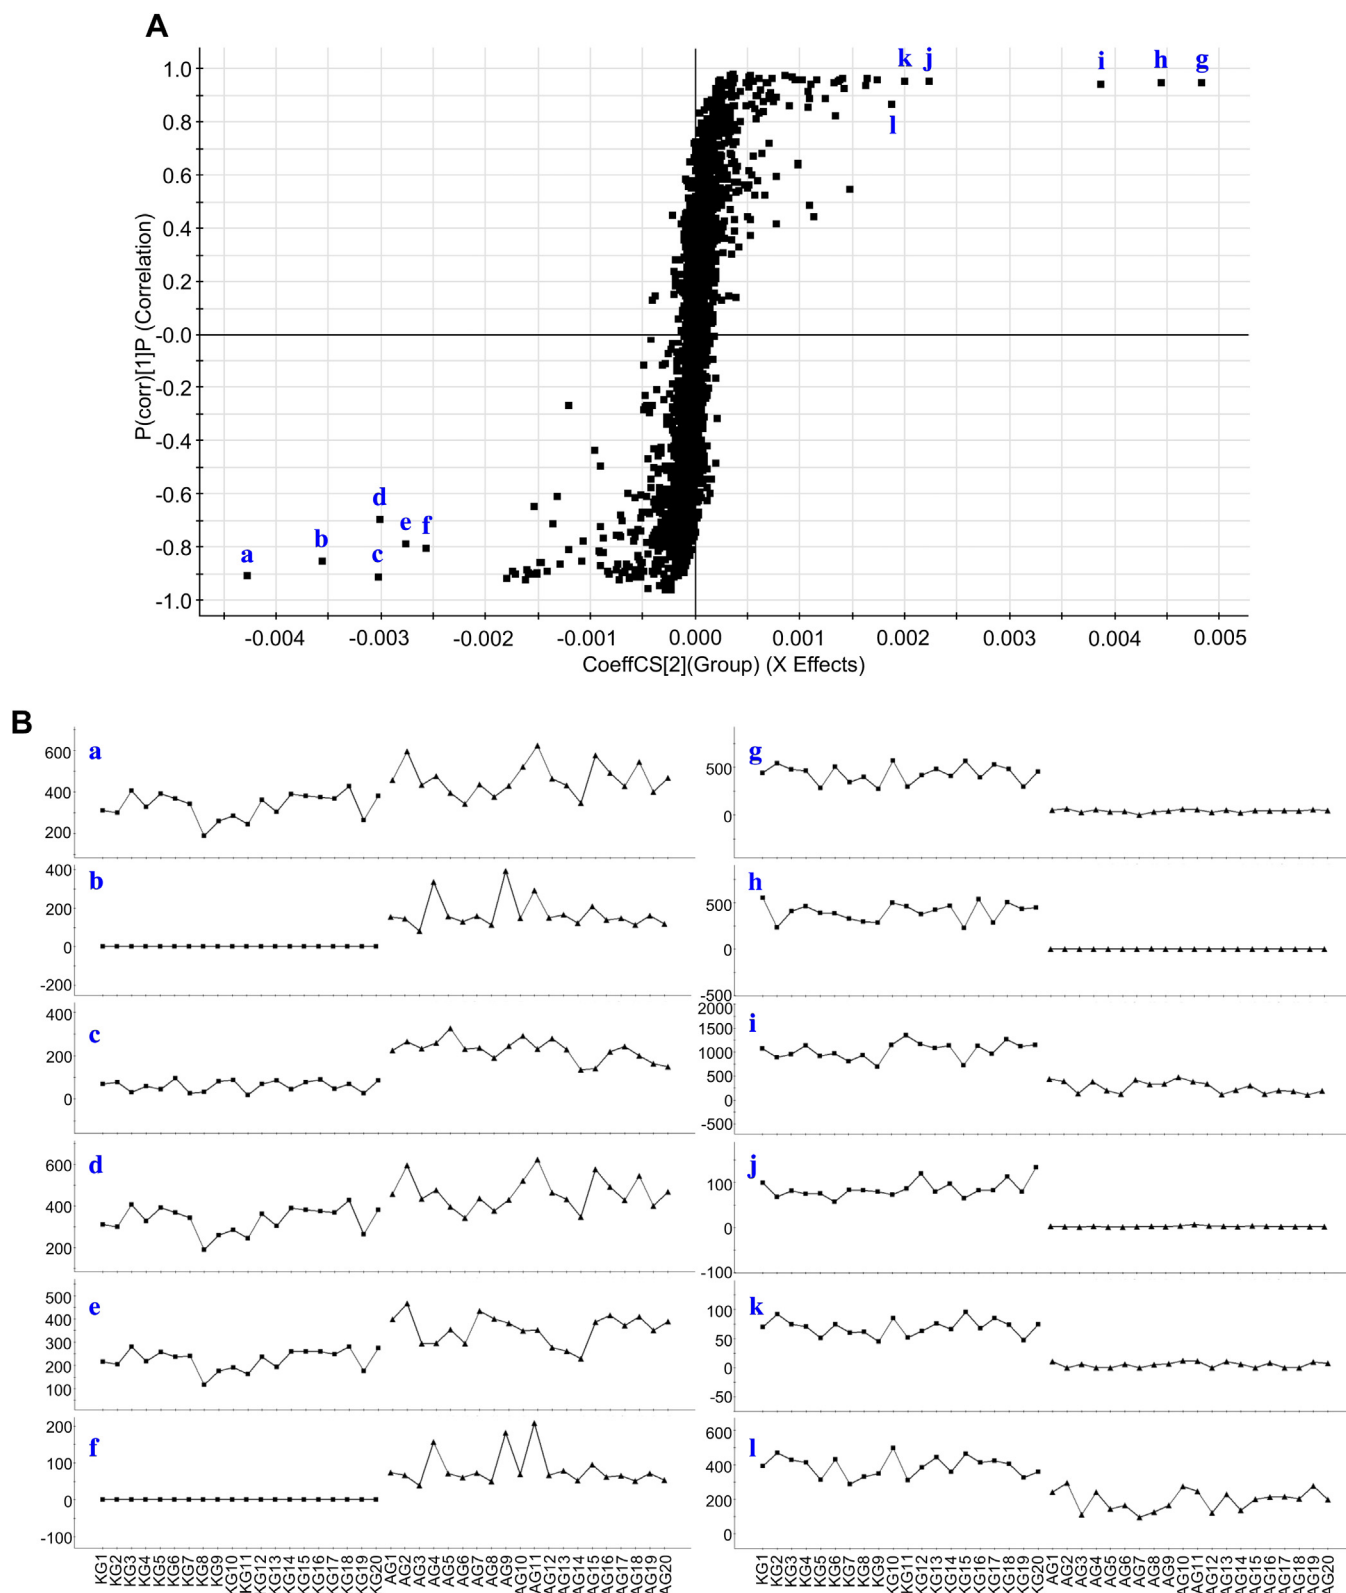 A
k j i h g
1.0
l
0.8
0.6
0.4
0.2
-0.0
-0.2
-0.4
-0.6
-0.8
-1.0
P(corr)[1]P (Correlation)
d
e f
b
a c
-0.004 -0.003 -0.002 -0.001 0.000 0.001 0.002 0.003 0.004 0.005
CoeffCS[2](Group) (X Effects)
B
a
600
400
200
b
400
200
0
-200
c
400
200
0
d
600
400
200
e
500
400
300
200
100
f
200
100
0
-100
KG1 KG2 KG3 KG4 KG5 KG6 KG7 KG8 KG9 KG10 KG11 KG12 KG13 KG14 KG15 KG16 KG17 KG18 KG19 KG20 AG1 AG2 AG3 AG4 AG5 AG6 AG7 AG8 AG9 AG10 AG11 AG12 AG13 AG14 AG15 AG16 AG17 AG18 AG19 AG20
g
500
0
h
500
0
-500
i
2000
1500
1000
500
0
-500
j
100
0
-100
k
100
50
0
-50
l
600
400
200
0
KG1 KG2 KG3 KG4 KG5 KG6 KG7 KG8 KG9 KG10 KG11 KG12 KG13 KG14 KG15 KG16 KG17 KG18 KG19 KG20 AG1 AG2 AG3 AG4 AG5 AG6 AG7 AG8 AG9 AG10 AG11 AG12 AG13 AG14 AG15 AG16 AG17 AG18 AG19 AG20